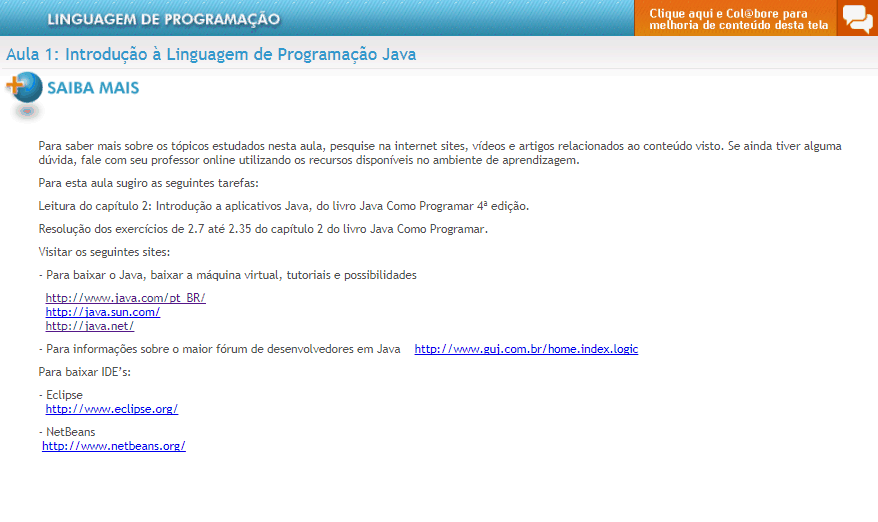 LINGUAGEM DE PROGRAMAÇÃO
Clique aqui e Col@bore para
melhoria de conteúdo desta tela
Aula 1: Introdução à Linguagem de Programação Java
SAIBA MAIS
Para saber mais sobre os tópicos estudados nesta aula, pesquise na internet sites, vídeos e artigos relacionados ao conteúdo visto. Se ainda tiver alguma
dúvida, fale com seu professor online utilizando os recursos disponíveis no ambiente de aprendizagem.
Para esta aula sugiro as seguintes tarefas:
Leitura do capítulo 2: Introdução a aplicativos Java, do livro Java Como Programar 4ª edição.
Resolução dos exercícios de 2.7 até 2.35 do capítulo 2 do livro Java Como Programar.
Visitar os seguintes sites:
- Para baixar o Java, baixar a máquina virtual, tutoriais e possibilidades
http://www.java.com/pt_BR/
http://java.sun.com/
http://java.net/
- Para informações sobre o maior fórum de desenvolvedores em Java http://www.guj.com.br/home.index.logic
Para baixar IDE's:
- Eclipse
http://www.eclipse.org/
- NetBeans
http://www.netbeans.org/